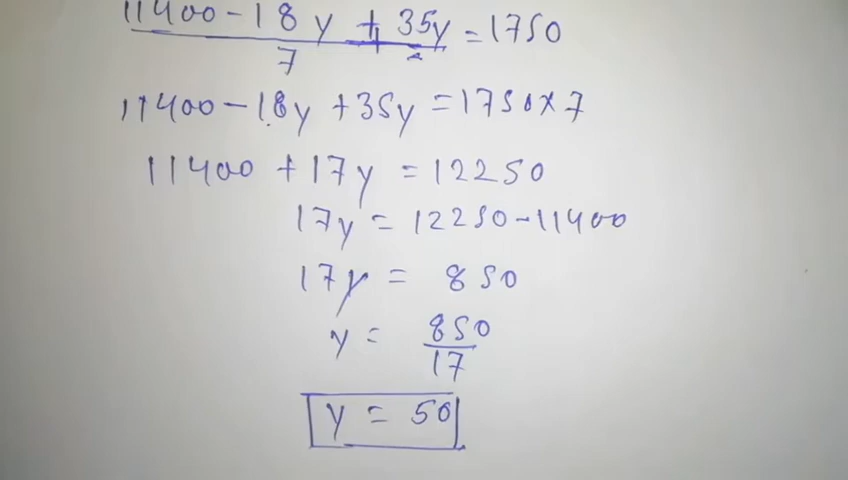 11400 - 18y + 35y = 1750
7
11400 - 18y + 35y = 1750 × 7
11400 + 17y = 12250
17y = 12250 - 11400
17y = 850
y = 850
17
y = 50